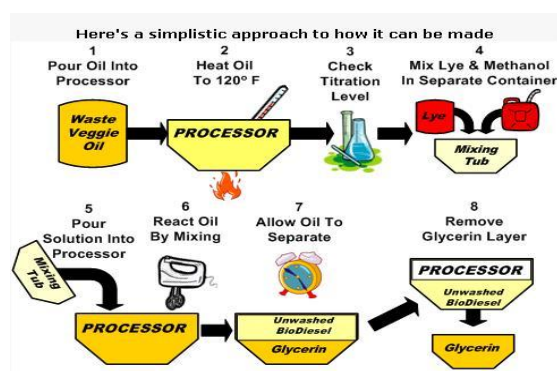 Here's a simplistic approach to how it can be made
1
Pour Oil Into
Processor
Waste
Veggie
Oil
2
Heat Oil
To 120º F
PROCESSOR
3
Check
Titration
Level
4
Mix Lye & Methanol
In Separate Container
Lye
Mixing
Tub
5
Pour
Solution Into
Processor
Mixing
Tub
PROCESSOR
6
React Oil
By Mixing
7
Allow Oil To
Separate
Unwashed
BioDiesel
Glycerin
8
Remove
Glycerin Layer
PROCESSOR
Unwashed
BioDiesel
Glycerin